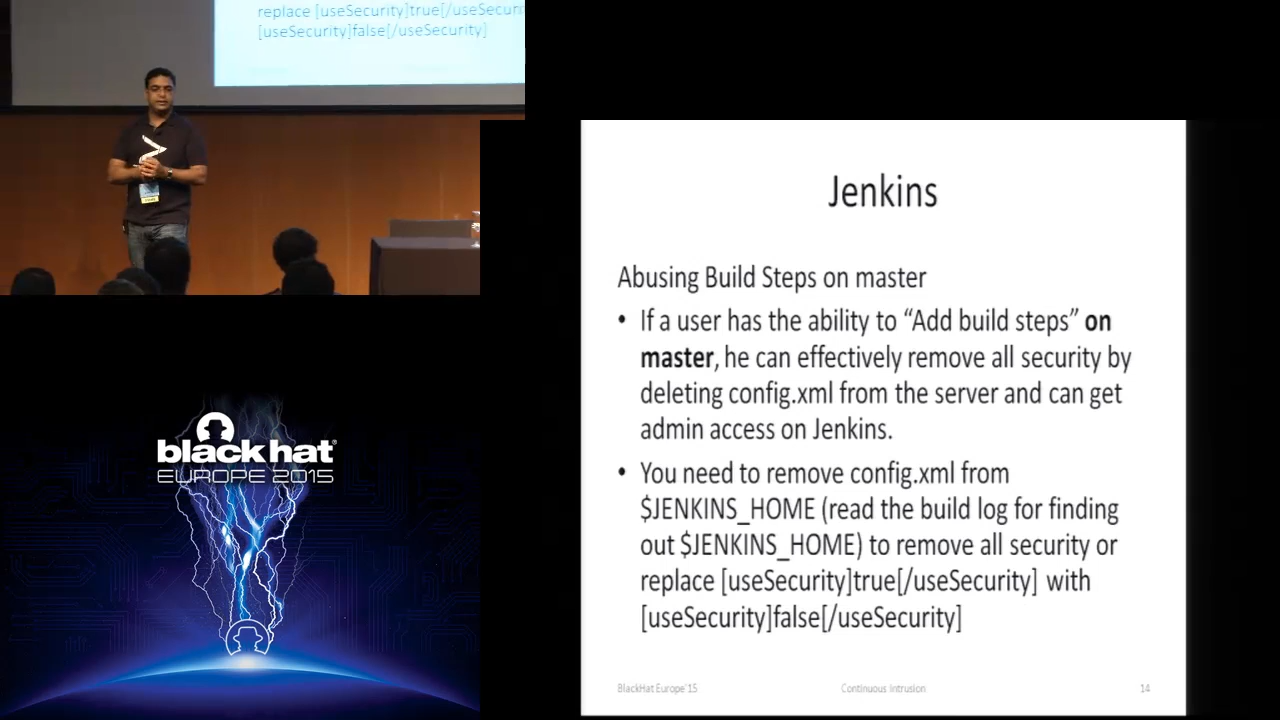 replace [useSecurity]true[/useSecuri
[useSecurity]false[/useSecurity]
Jenkins
Abusing Build Steps on master
• If a user has the ability to “Add build steps” on
master, he can effectively remove all security by
deleting config.xml from the server and can get
admin access on Jenkins.
• You need to remove config.xml from
$JENKINS_HOME (read the build log for finding
out $JENKINS_HOME) to remove all security or
replace [useSecurity]true[/useSecurity] with
[useSecurity]false[/useSecurity]
BlackHat Europe'15 Continuous Intrusion 14
black hat®
EUROPE 2015